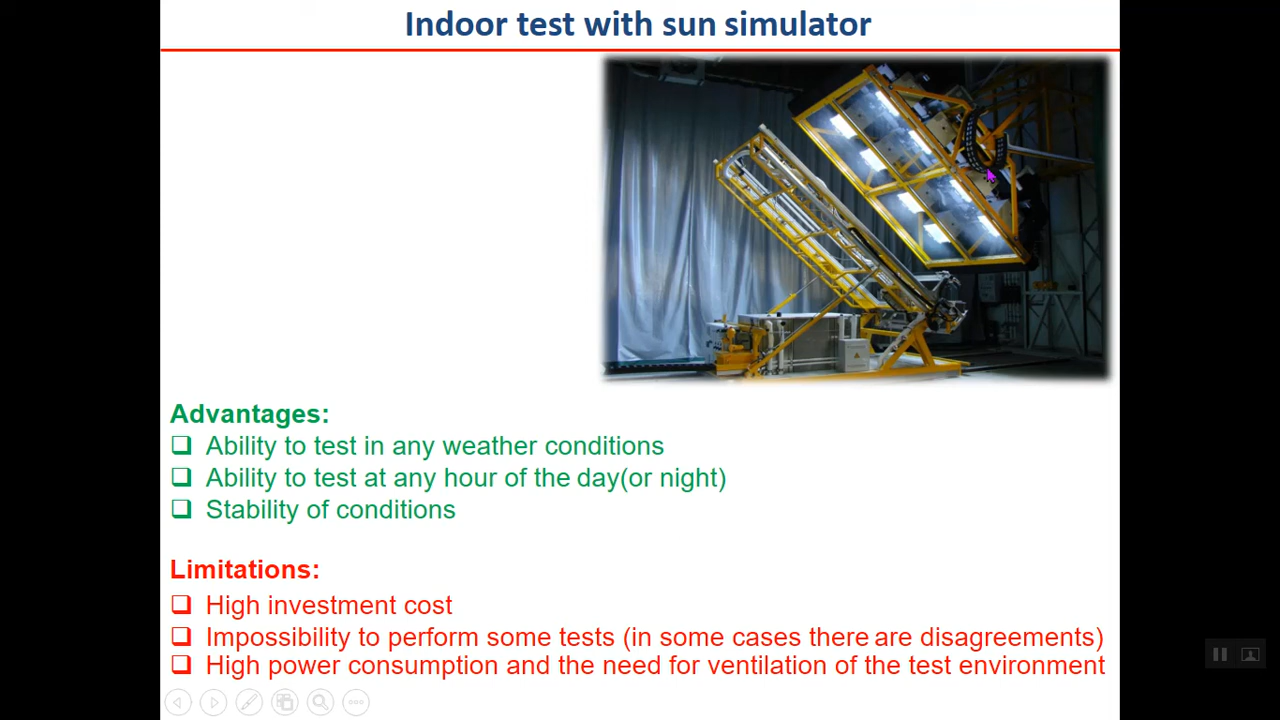 Indoor test with sun simulator
Advantages:
Ability to test in any weather conditions
Ability to test at any hour of the day(or night)
Stability of conditions
Limitations:
High investment cost
Impossibility to perform some tests (in some cases there are disagreements)
High power consumption and the need for ventilation of the test environment